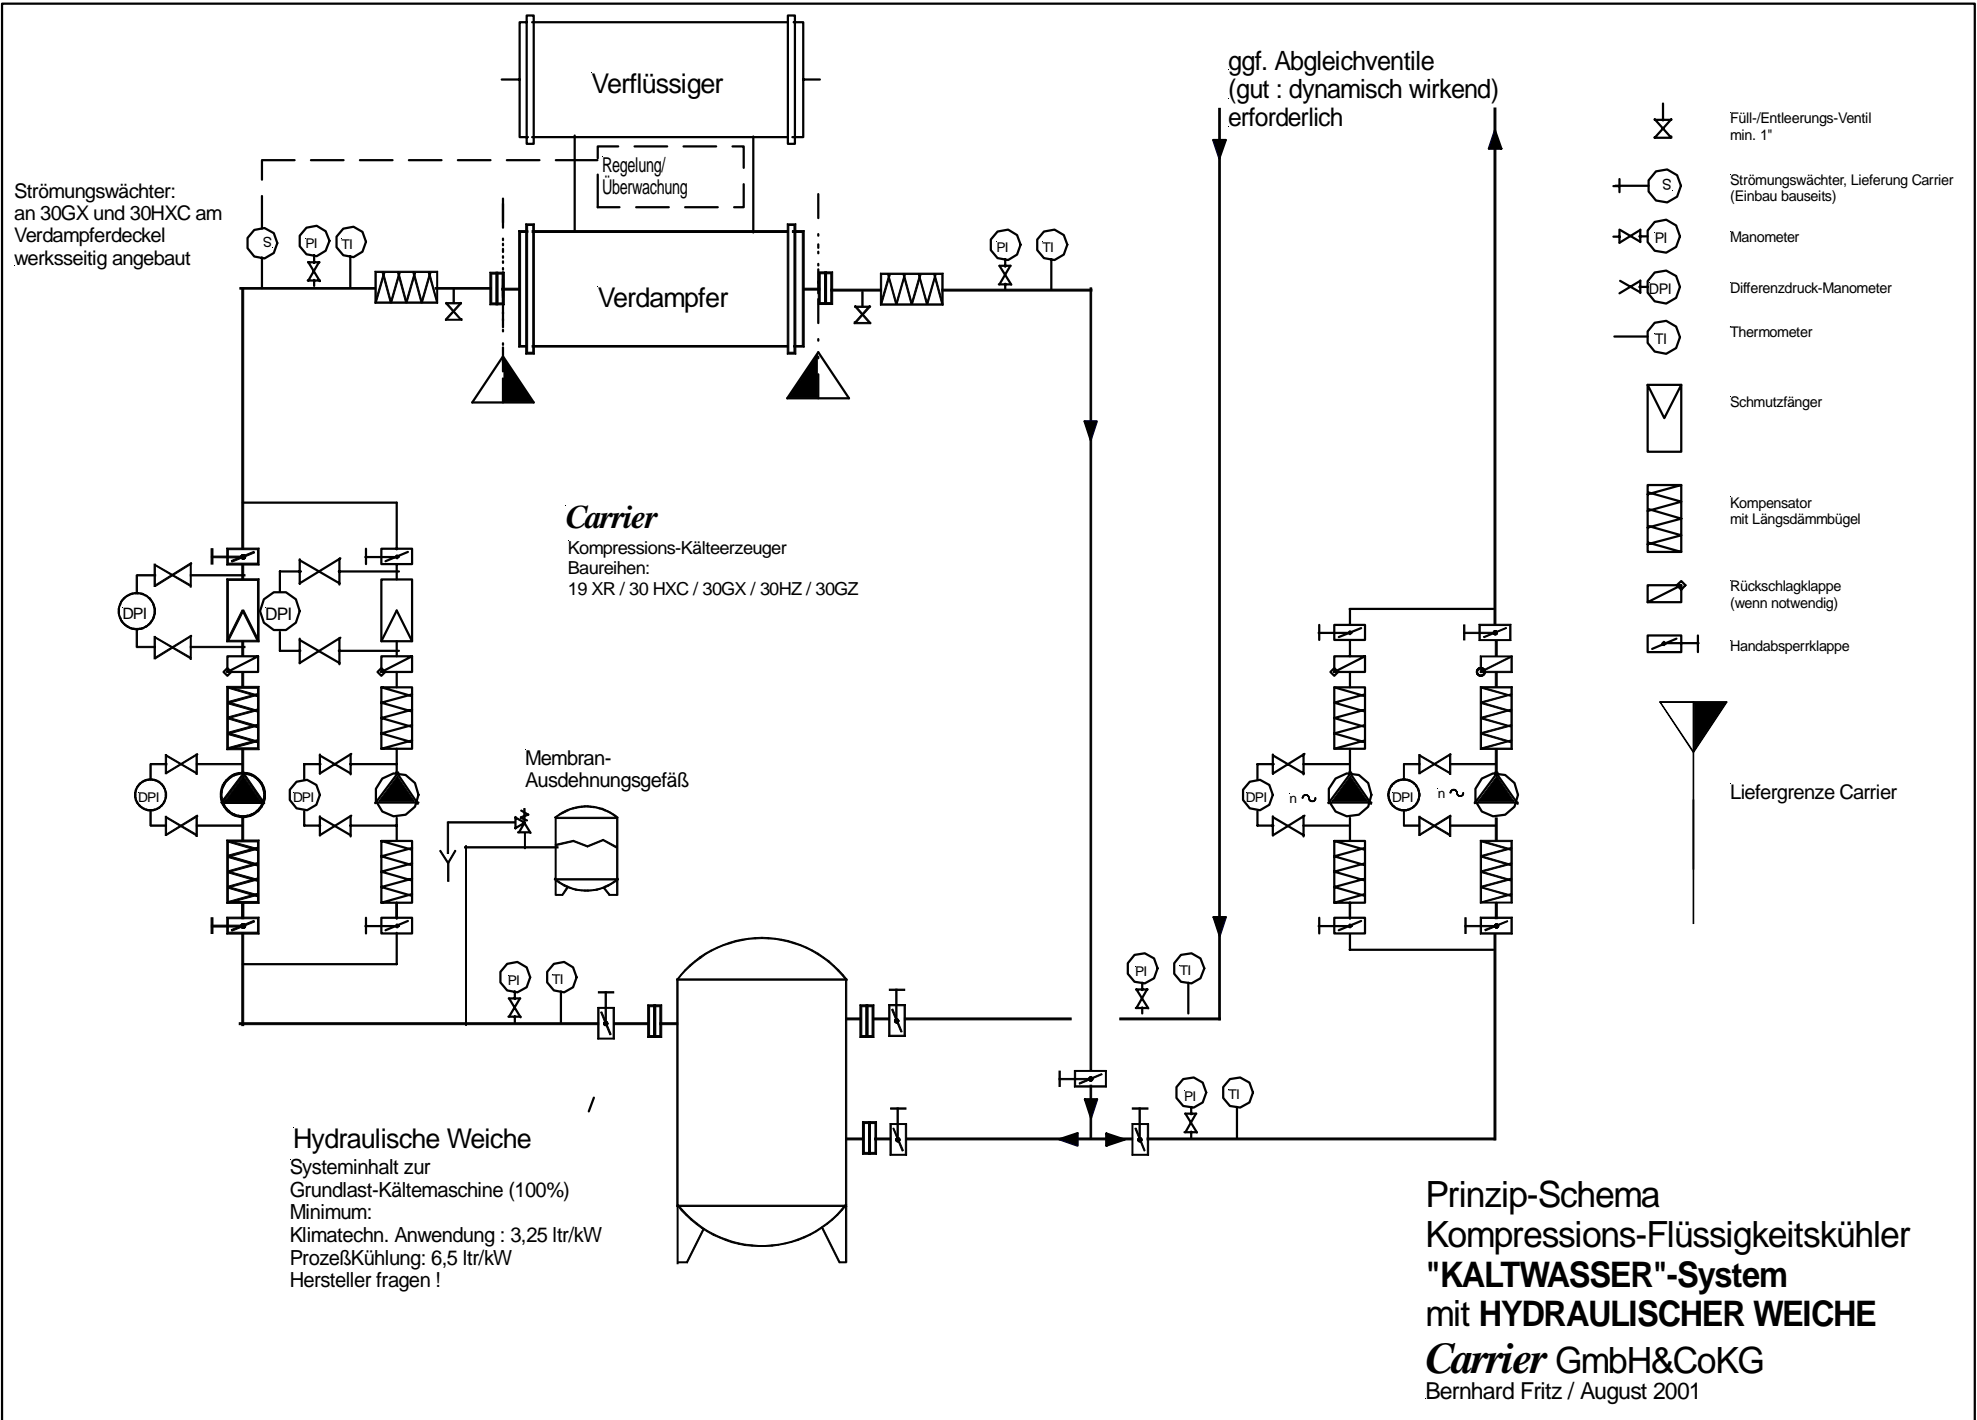 Verflüssiger
ggf. Abgleichventile
(gut : dynamisch wirkend)
erforderlich
Regelung/
Überwachung
Strömungswächter:
an 30GX und 30HXC am
Verdampferdeckel
werksseitig angebaut
S
PI
TI
Verdampfer
PI
TI
Füll-/Entleerungs-Ventil
min. 1"
S
Strömungswächter, Lieferung Carrier
(Einbau bauseits)
PI
Manometer
DPI
Differenzdruck-Manometer
TI
Thermometer
Schmutzfänger
Kompensator
mit Längsdämmbügel
Rückschlagklappe
(wenn notwendig)
Handabsperrklappe
Liefergrenze Carrier
Carrier
Kompressions-Kälteerzeuger
Baureihen:
19 XR / 30 HXC / 30GX / 30HZ / 30GZ
DPI
DPI
DPI
DPI
Membran-
Ausdehnungsgefäß
DPI
n ~
DPI
n ~
PI
TI
PI
TI
PI
TI
Hydraulische Weiche
Systeminhalt zur
Grundlast-Kältemaschine (100%)
Minimum:
Klimatechn. Anwendung : 3,25 ltr/kW
ProzeßKühlung: 6,5 ltr/kW
Hersteller fragen !
Prinzip-Schema
Kompressions-Flüssigkeitskühler
"KALTWASSER"-System
mit HYDRAULISCHER WEICHE
Carrier GmbH&CoKG
Bernhard Fritz / August 2001